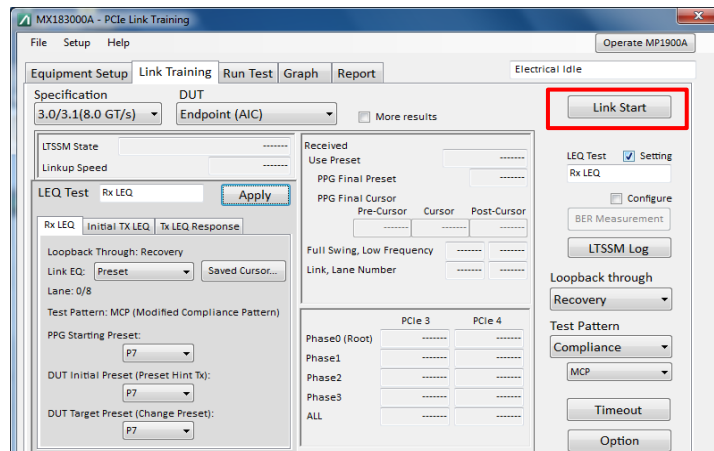 MX183000A - PCIe Link Training
File Setup Help
Operate MP1900A
Equipment Setup Link Training Run Test Graph Report
Electrical Idle
Specification DUT
3.0/3.1(8.0 GT/s) Endpoint (AIC) More results
Link Start
LTSSM State -------
Linkup Speed -------
LEQ Test Rx LEQ Apply
Rx LEQ Initial TX LEQ Tx LEQ Response
Loopback Through: Recovery
Link EQ: Preset Saved Cursor...
Lane: 0/8
Test Pattern: MCP (Modified Compliance Pattern)
PPG Starting Preset:
P7
DUT Initial Preset (Preset Hint Tx):
P7
DUT Target Preset (Change Preset):
P7
Received
Use Preset -------
PPG Final Preset -------
PPG Final Cursor
Pre-Cursor Cursor Post-Cursor
------- ------- -------
Full Swing, Low Frequency ------- -------
Link, Lane Number ------- -------
PCIe 3 PCIe 4
Phase0 (Root) ------- -------
Phase1 ------- -------
Phase2 ------- -------
Phase3 ------- -------
ALL ------- -------
LEQ Test Setting
Rx LEQ
Configure
BER Measurement
LTSSM Log
Loopback through
Recovery
Test Pattern
Compliance
MCP
Timeout
Option